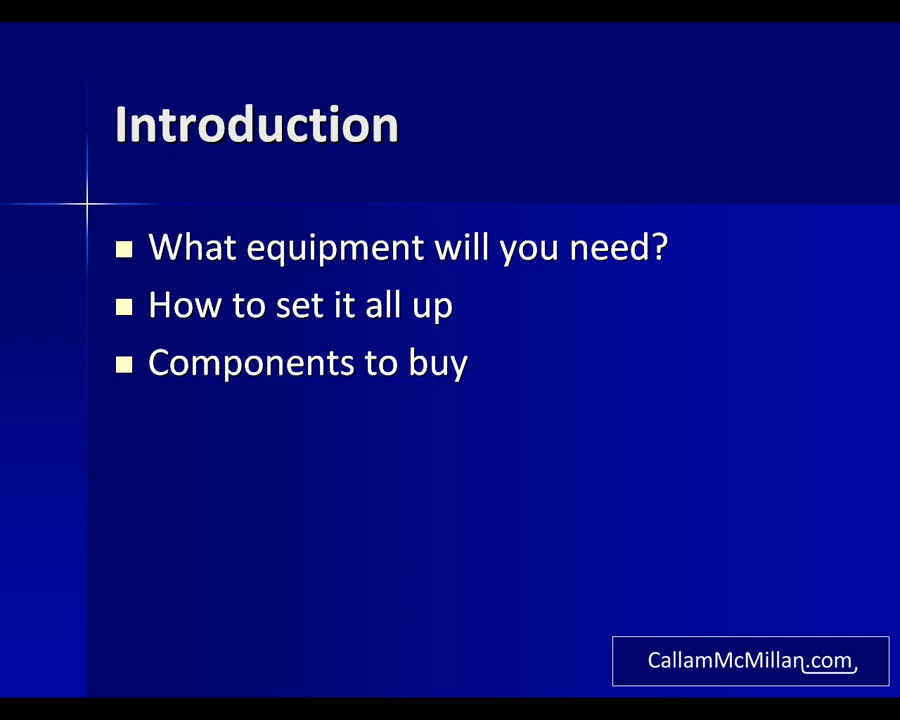 Introduction
What equipment will you need?
How to set it all up
Components to buy
CallamMcMillan.com